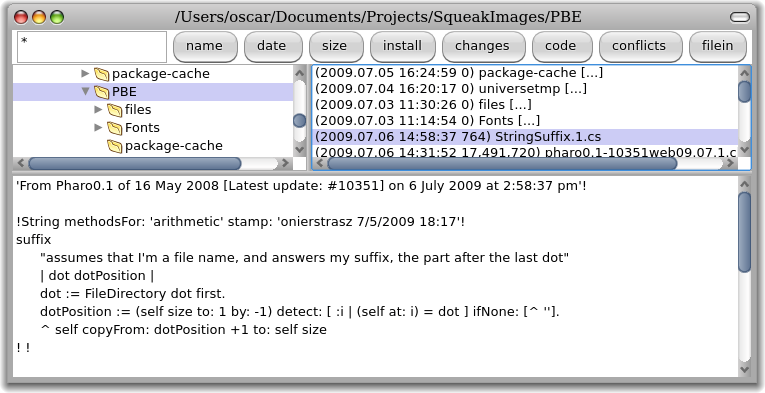 /Users/oscar/Documents/Projects/SqueakImages/PBE
*
name date size install changes code conflicts filein
package-cache
PBE
files
Fonts
package-cache
(2009.07.05 16:24:59 0) package-cache [...]
(2009.07.04 16:20:17 0) universetmp [...]
(2009.07.03 11:30:26 0) files [...]
(2009.07.03 11:14:54 0) Fonts [...]
(2009.07.06 14:58:37 764) StringSuffix.1.cs
(2009.07.06 14:31:52 17,491,720) pharo0.1-10351web09.07.1.c
'From Pharo0.1 of 16 May 2008 [Latest update: #10351] on 6 July 2009 at 2:58:37 pm'!
!String methodsFor: 'arithmetic' stamp: 'onierstrasz 7/5/2009 18:17'!
suffix
"assumes that I'm a file name, and answers my suffix, the part after the last dot"
| dot dotPosition |
dot := FileDirectory dot first.
dotPosition := (self size to: 1 by: -1) detect: [ :i | (self at: i) = dot ] ifNone: [^ ''].
^ self copyFrom: dotPosition +1 to: self size
! !